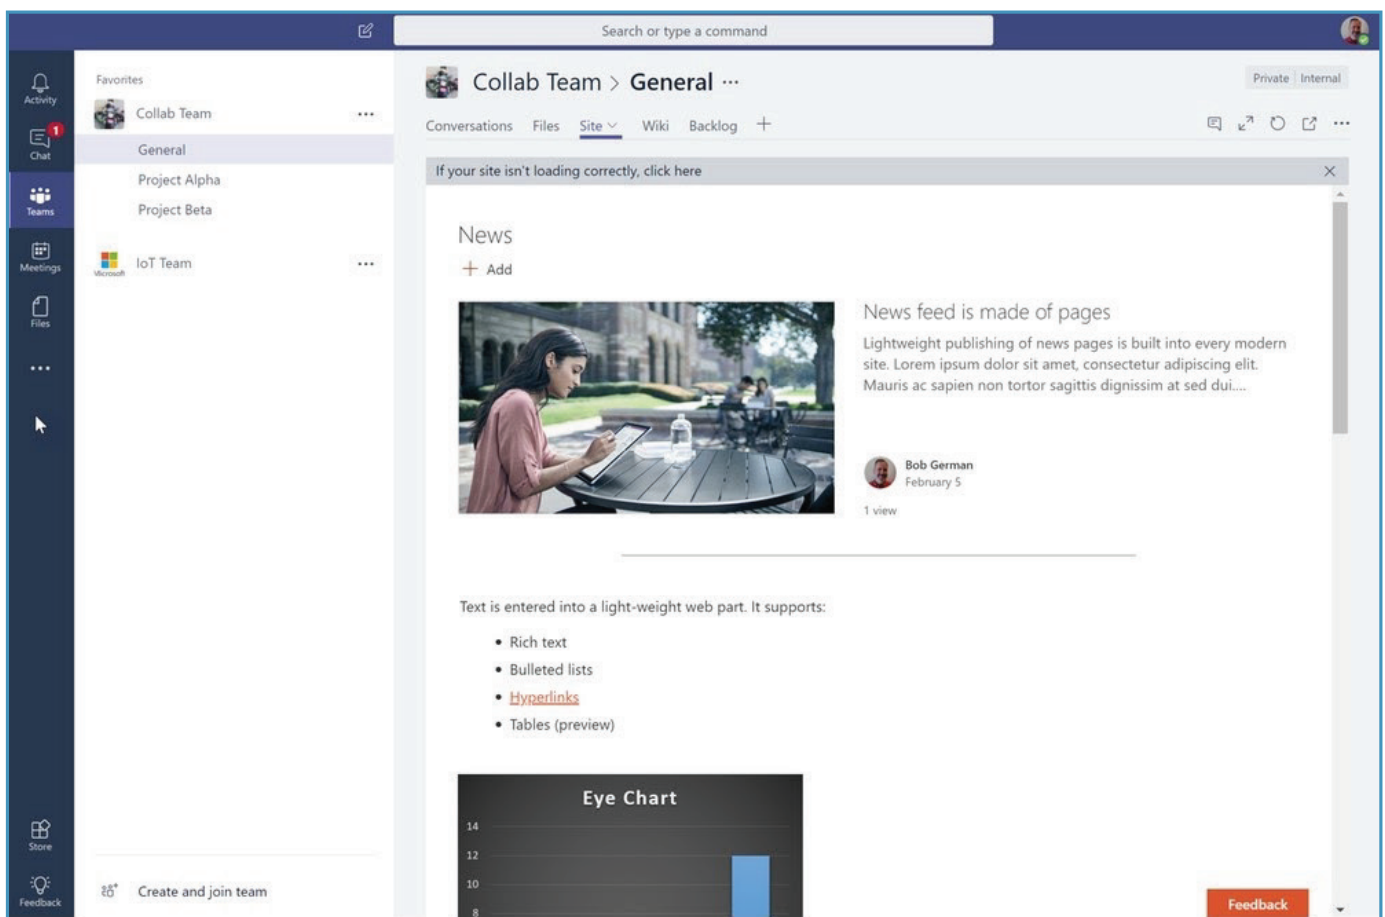 Search or type a command
Activity
1
Chat
Teams
Meetings
Files
Store
Feedback
Favorites
Collab Team
General
Project Alpha
Project Beta
Microsoft
IoT Team
Create and join team
Collab Team > General
Private
Internal
Conversations Files Site Wiki Backlog
If your site isn't loading correctly, click here
News
Add
News feed is made of pages
Lightweight publishing of news pages is built into every modern
site. Lorem ipsum dolor sit amet, consectetur adipiscing elit.
Mauris ac sapien non tortor sagittis dignissim at sed dui....
Bob German
February 5
1 view
Text is entered into a light-weight web part. It supports:
• Rich text
• Bulleted lists
• Hyperlinks
• Tables (preview)
Eye Chart
14
12
10
8
Feedback